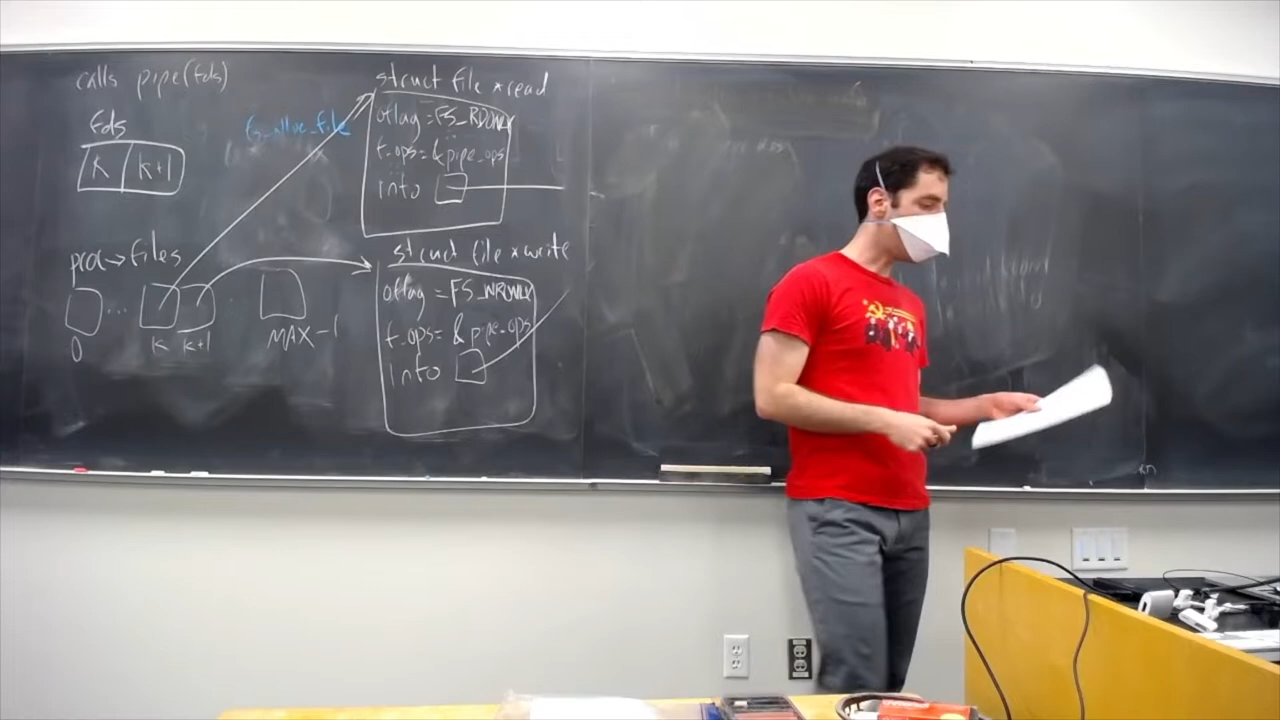 calls pipe(fds)
fds
k k+1
fs_alloc_file
proc→files
0 ... k k+1 MAX-1
struct file *read
oflag = FS_RDONLY
f_ops = &pipe_ops
info
struct file *write
oflag = FS_WRONLY
f_ops = &pipe_ops
info